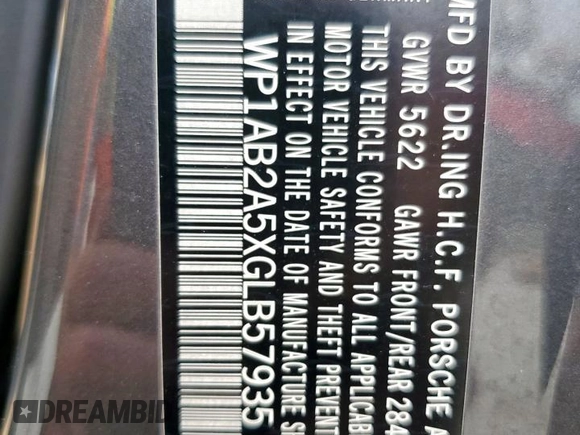 MFD BY DR.ING H.C.F. PORSCHE A
GVWR 5622 GAWR FRONT/REAR 284
THIS VEHICLE CONFORMS TO ALL APPLICAB
MOTOR VEHICLE SAFETY AND THEFT PREVENT
IN EFFECT ON THE DATE OF MANUFACTURE S
WP1AB2A5XGLB57935
DREAMBID